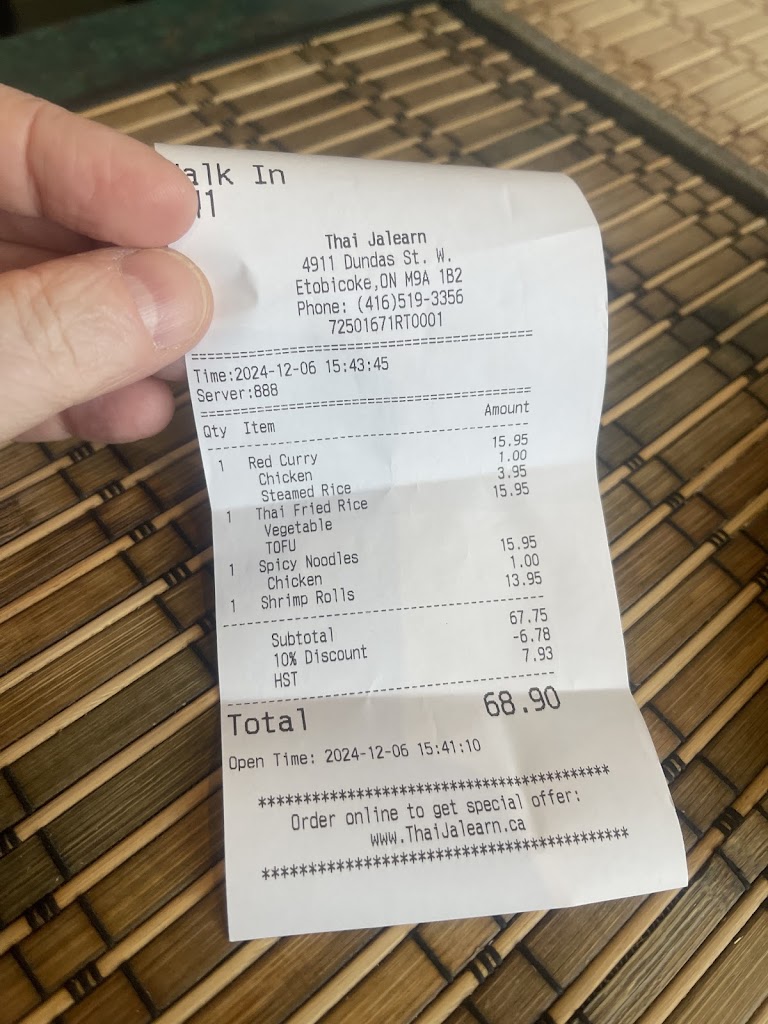 In
Thai Jalearn
4911 Dundas St. W.
Etobicoke,ON M9A 1B2
Phone: (416)519-3356
72501671RT0001
==========================================
Time:2024-12-06 15:43:45
Server:888
==========================================
Qty Item Amount
------------------------------------------
1 Red Curry 15.95
Chicken 1.00
Steamed Rice 3.95
1 Thai Fried Rice 15.95
Vegetable
TOFU
1 Spicy Noodles 15.95
Chicken 1.00
1 Shrimp Rolls 13.95
------------------------------------------
Subtotal 67.75
10% Discount -6.78
HST 7.93
------------------------------------------
Total 68.90
Open Time: 2024-12-06 15:41:10
******************************************
Order online to get special offer:
www.ThaiJalearn.ca
******************************************